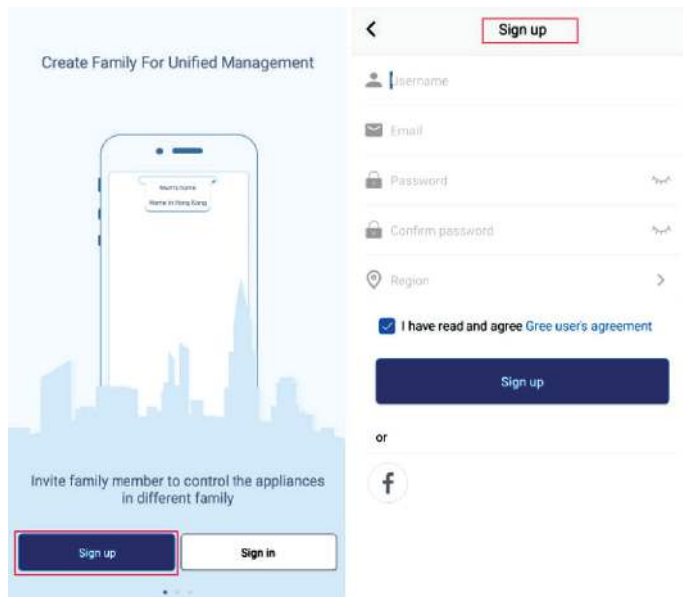 Create Family For Unified Management
Home in Hong Kong
Invite family member to control the appliances
in different family
Sign up
Sign in
Sign up
Username
Email
Password
Confirm password
Region
I have read and agree Gree user's agreement
Sign up
or
f